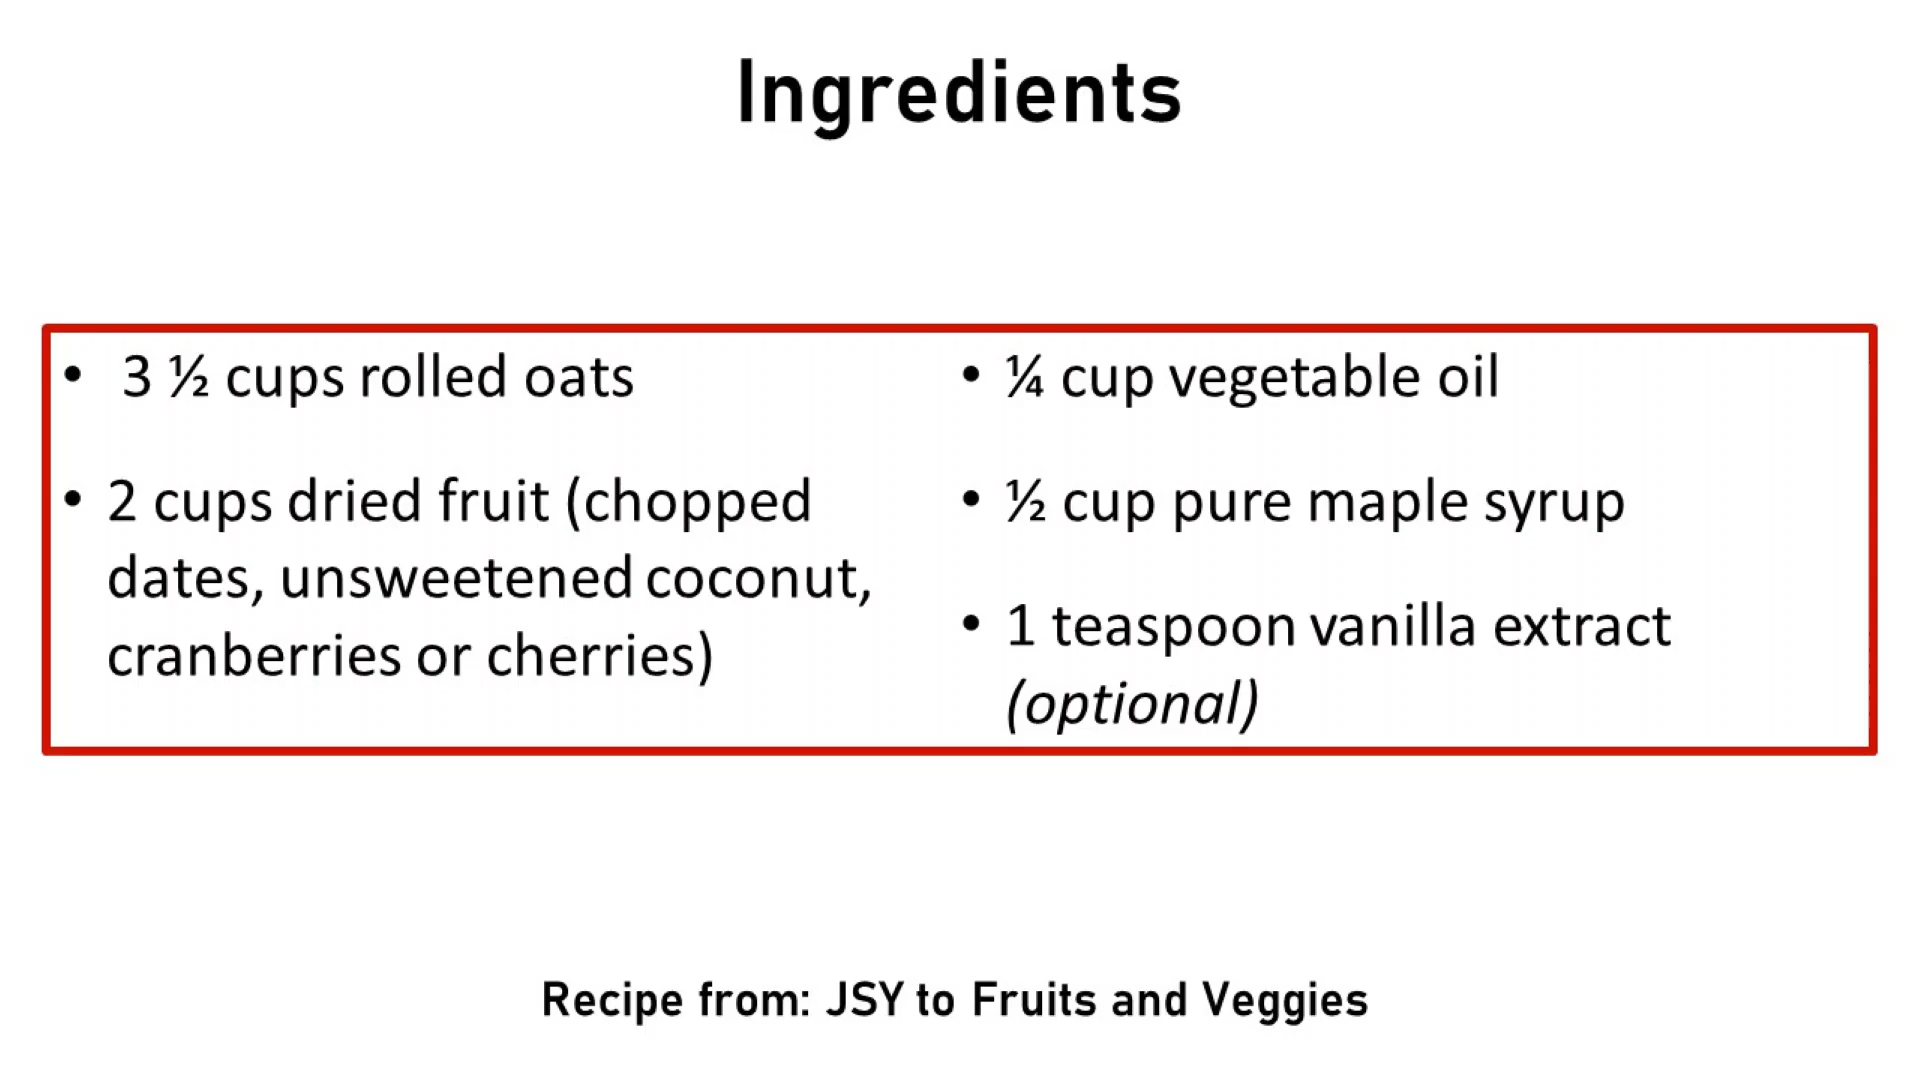 Ingredients
• 3 ½ cups rolled oats
• 2 cups dried fruit (chopped
dates, unsweetened coconut,
cranberries or cherries)
• ¼ cup vegetable oil
• ½ cup pure maple syrup
• 1 teaspoon vanilla extract
(optional)
Recipe from: JSY to Fruits and Veggies